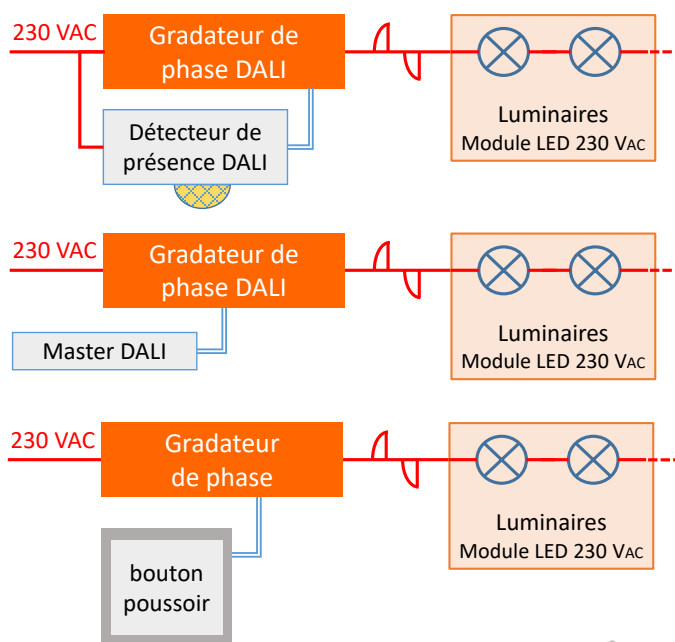 230 VAC
Gradateur de
phase DALI
Détecteur de
présence DALI
Luminaires
Module LED 230 VAC
230 VAC
Gradateur de
phase DALI
Master DALI
Luminaires
Module LED 230 VAC
230 VAC
Gradateur
de phase
bouton
poussoir
Luminaires
Module LED 230 VAC